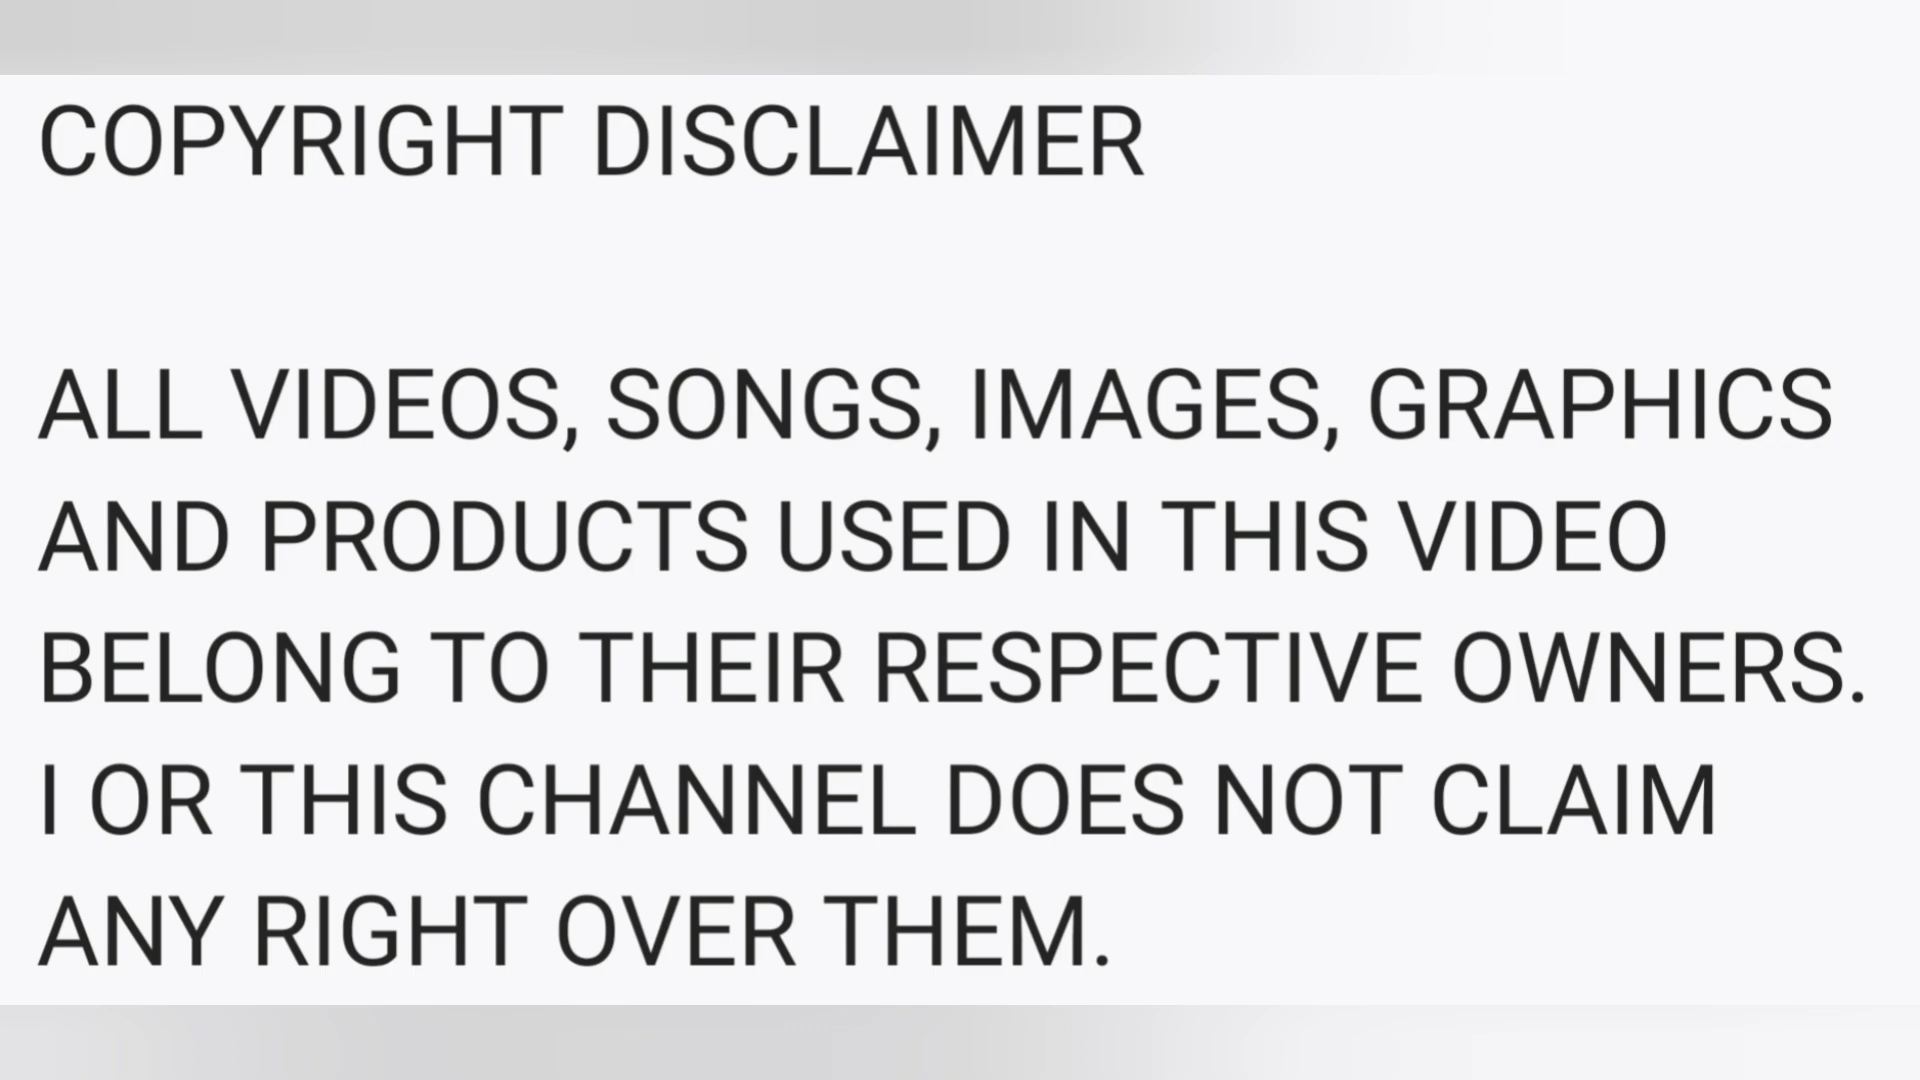 COPYRIGHT DISCLAIMER
ALL VIDEOS, SONGS, IMAGES, GRAPHICS
AND PRODUCTS USED IN THIS VIDEO
BELONG TO THEIR RESPECTIVE OWNERS.
I OR THIS CHANNEL DOES NOT CLAIM
ANY RIGHT OVER THEM.